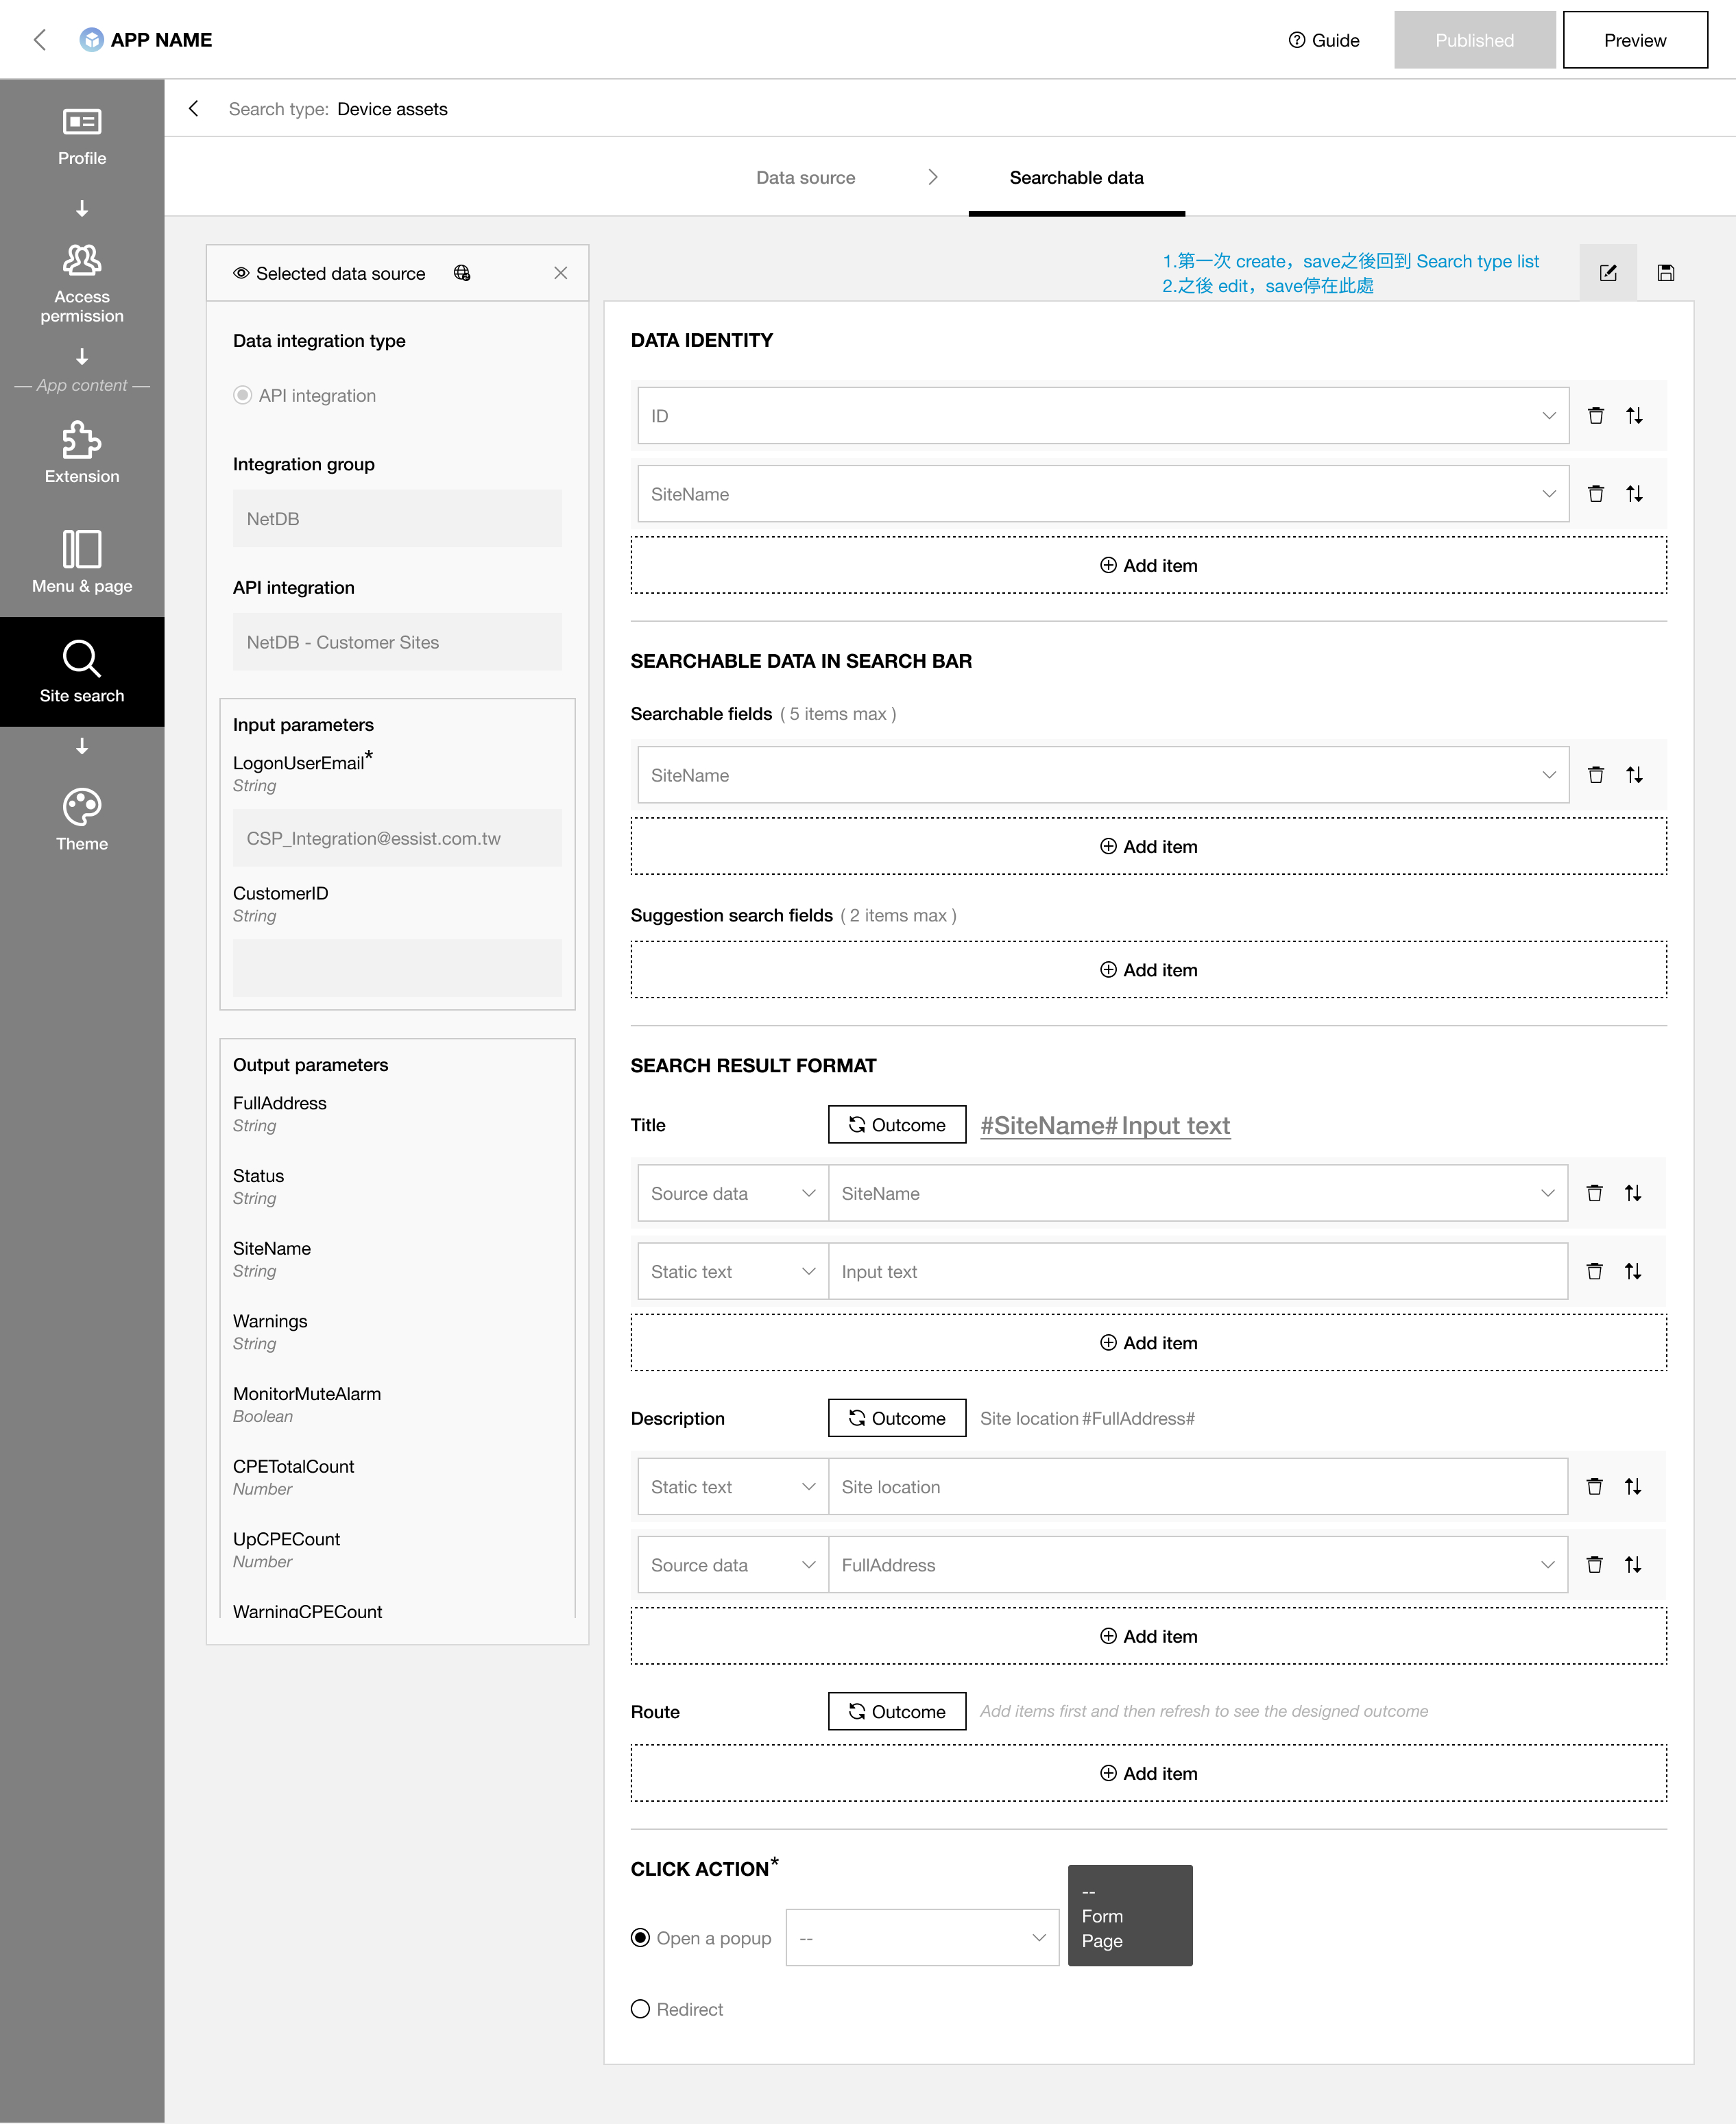 APP NAME
Guide
Published
Preview
Profile
Access
permission
— App content —
Extension
Menu & page
Site search
Theme
Search type: Device assets
Data source
Searchable data
Selected data source
Data integration type
API integration
Integration group
NetDB
API integration
NetDB - Customer Sites
Input parameters
LogonUserEmail*
String
CSP_Integration@essist.com.tw
CustomerID
String
Output parameters
FullAddress
String
Status
String
SiteName
String
Warnings
String
MonitorMuteAlarm
Boolean
CPETotalCount
Number
UpCPECount
Number
WarningCPECount
1.第一次 create，save之後回到 Search type list
2.之後 edit，save停在此處
DATA IDENTITY
ID
SiteName
Add item
SEARCHABLE DATA IN SEARCH BAR
Searchable fields ( 5 items max )
SiteName
Add item
Suggestion search fields ( 2 items max )
Add item
SEARCH RESULT FORMAT
Title
Outcome
#SiteName# Input text
Source data
SiteName
Static text
Input text
Add item
Description
Outcome
Site location #FullAddress#
Static text
Site location
Source data
FullAddress
Add item
Route
Outcome
Add items first and then refresh to see the designed outcome
Add item
CLICK ACTION*
Open a popup
--
--
Form
Page
Redirect